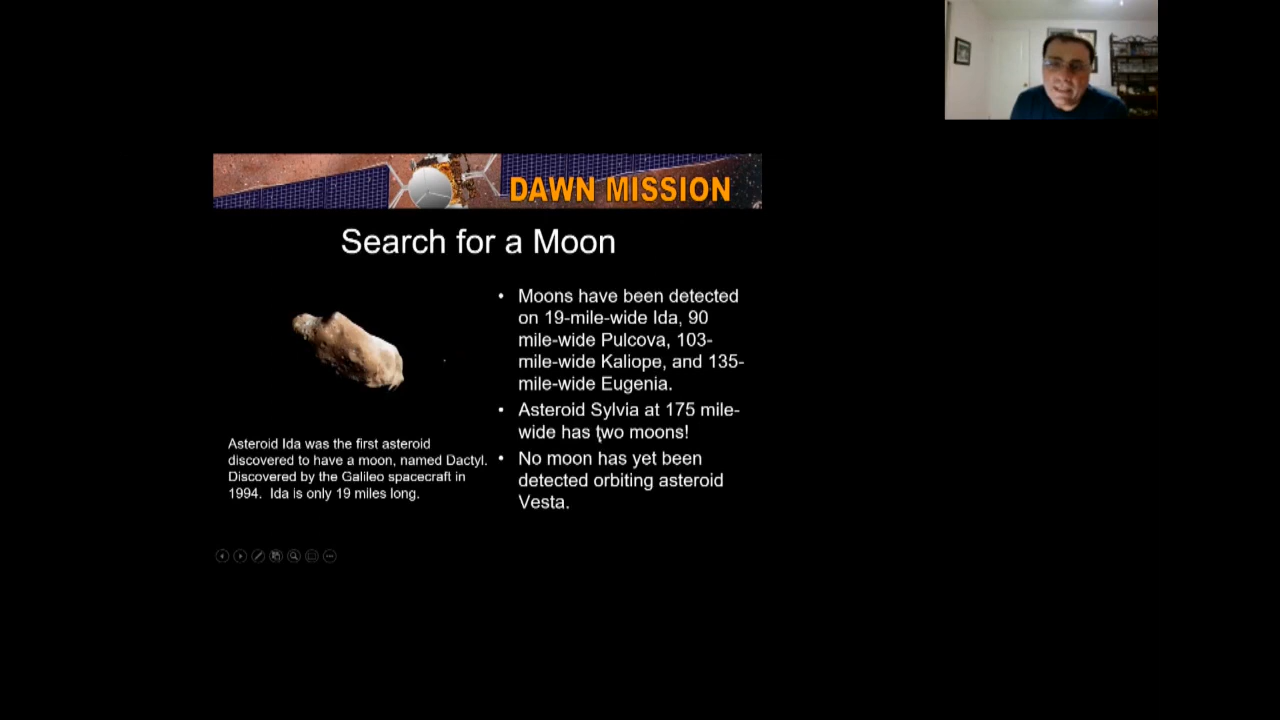 DAWN MISSION
Search for a Moon
• Moons have been detected
on 19-mile-wide Ida, 90
mile-wide Pulcova, 103-
mile-wide Kaliope, and 135-
mile-wide Eugenia.
• Asteroid Sylvia at 175 mile-
wide has two moons!
• No moon has yet been
detected orbiting asteroid
Vesta.
Asteroid Ida was the first asteroid
discovered to have a moon, named Dactyl.
Discovered by the Galileo spacecraft in
1994.  Ida is only 19 miles long.